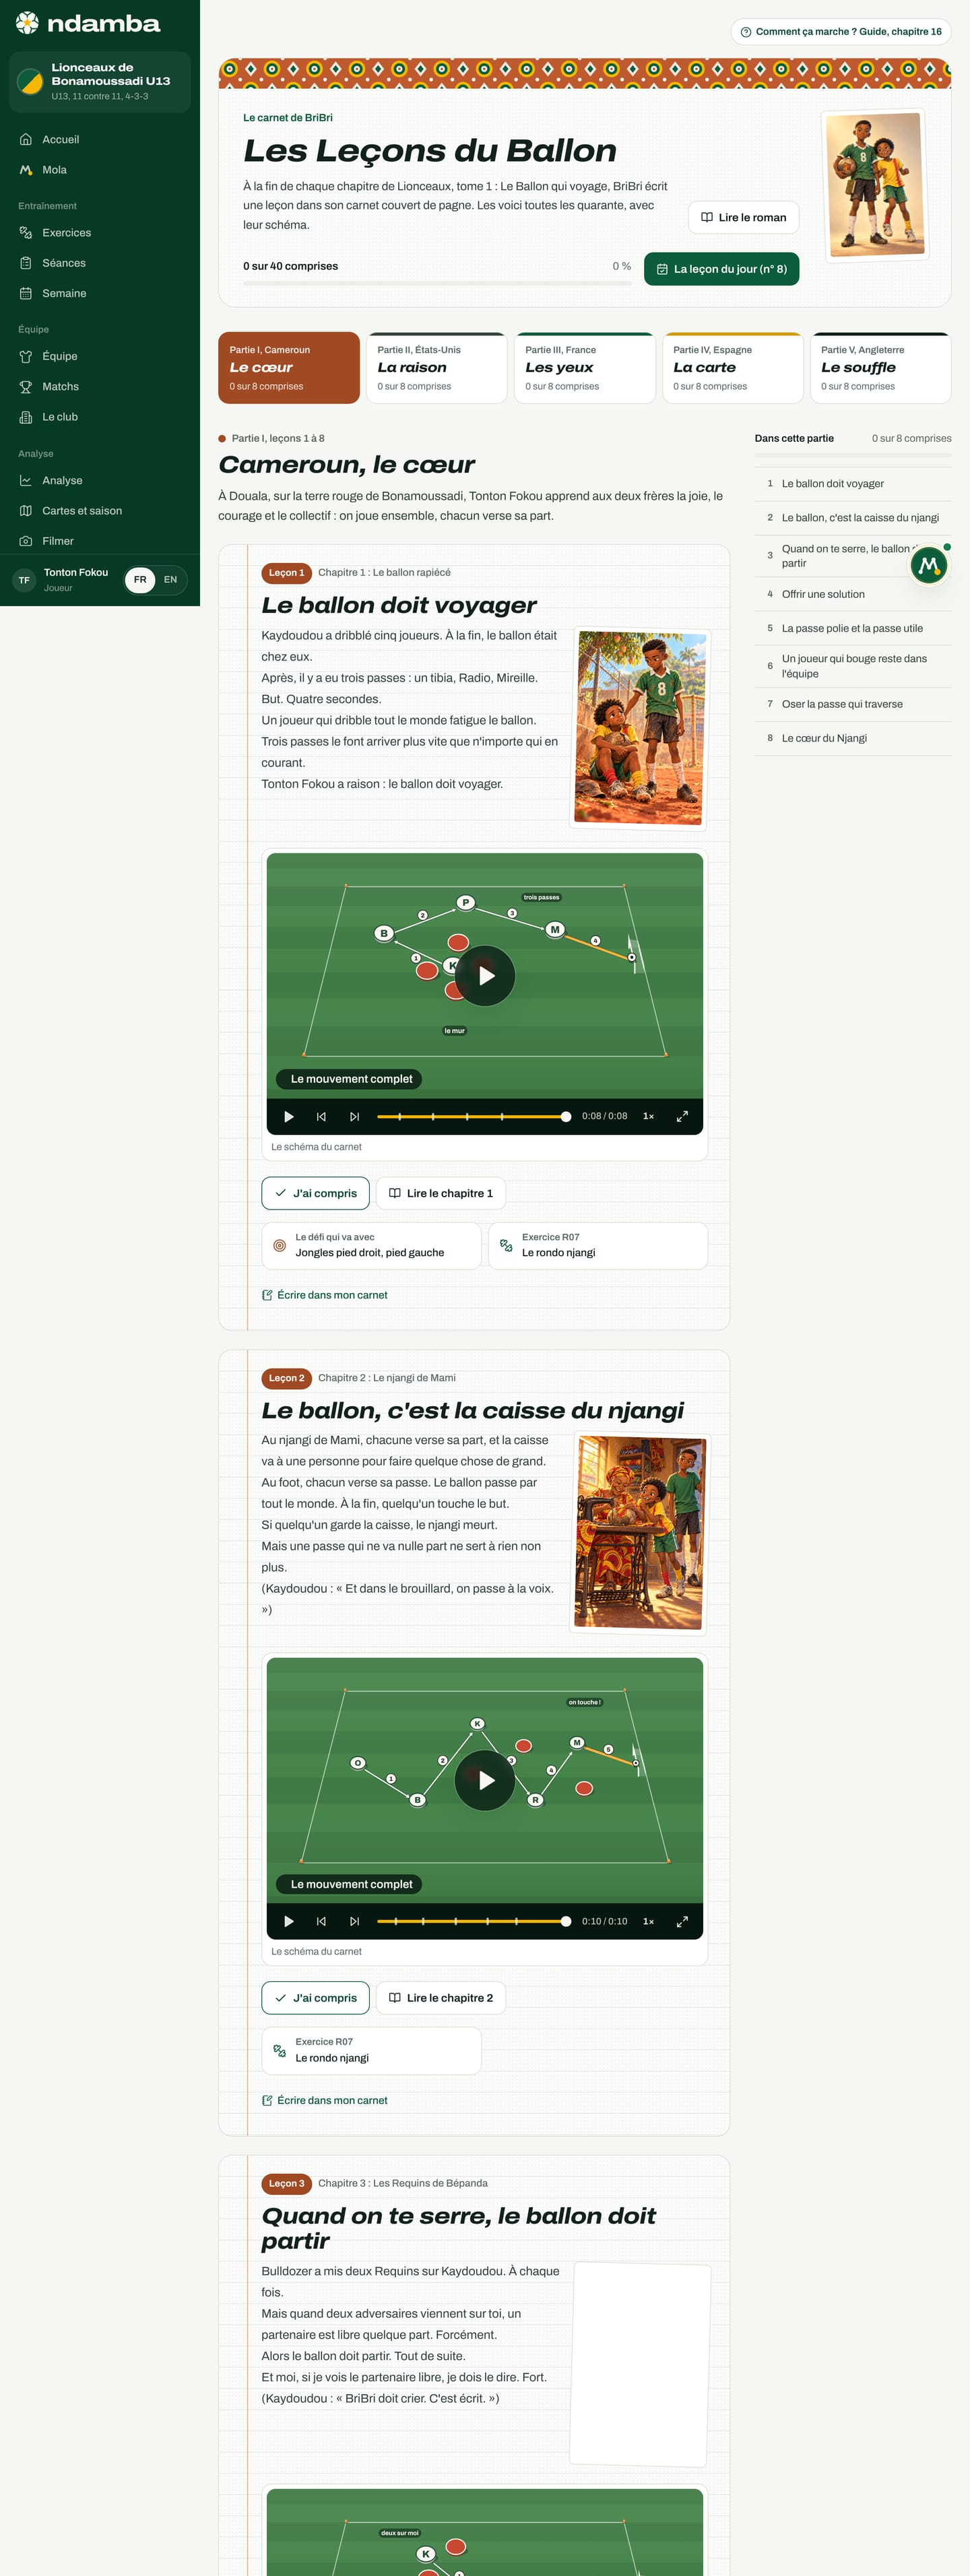 ndamba
Lionceaux de
Bonamoussadi U13
U13, 11 contre 11, 4-3-3
Accueil
Mola
Entraînement
Exercices
Séances
Semaine
Équipe
Équipe
Matchs
Le club
Analyse
Analyse
Cartes et saison
Filmer
TF
Tonton Fokou
Joueur
FR
EN
Comment ça marche ? Guide, chapitre 16
Le carnet de BriBri
Les Leçons du Ballon
À la fin de chaque chapitre de Lionceaux, tome 1 : Le Ballon qui voyage, BriBri écrit
une leçon dans son carnet couvert de pagne. Les voici toutes les quarante, avec
leur schéma.
Lire le roman
0 sur 40 comprises
0 %
La leçon du jour (n° 8)
Partie I, Cameroun
Le cœur
0 sur 8 comprises
Partie II, États-Unis
La raison
0 sur 8 comprises
Partie III, France
Les yeux
0 sur 8 comprises
Partie IV, Espagne
La carte
0 sur 8 comprises
Partie V, Angleterre
Le souffle
0 sur 8 comprises
Partie I, leçons 1 à 8
Cameroun, le cœur
À Douala, sur la terre rouge de Bonamoussadi, Tonton Fokou apprend aux deux frères la joie, le
courage et le collectif : on joue ensemble, chacun verse sa part.
Dans cette partie
0 sur 8 comprises
1 Le ballon doit voyager
2 Le ballon, c'est la caisse du njangi
3 Quand on te serre, le ballon
partir
4 Offrir une solution
5 La passe polie et la passe utile
6 Un joueur qui bouge reste dans
l'équipe
7 Oser la passe qui traverse
8 Le cœur du Njangi
Leçon 1
Chapitre 1 : Le ballon rapiécé
Le ballon doit voyager
Kaydoudou a dribblé cinq joueurs. À la fin, le ballon était
chez eux.
Après, il y a eu trois passes : un tibia, Radio, Mireille.
But. Quatre secondes.
Un joueur qui dribble tout le monde fatigue le ballon.
Trois passes le font arriver plus vite que n'importe qui en
courant.
Tonton Fokou a raison : le ballon doit voyager.
8
trois passes
P
2
3
B
M
4
1
K
le mur
Le mouvement complet
0:08 / 0:08
1×
Le schéma du carnet
J'ai compris
Lire le chapitre 1
Le défi qui va avec
Jongles pied droit, pied gauche
Exercice R07
Le rondo njangi
Écrire dans mon carnet
Leçon 2
Chapitre 2 : Le njangi de Mami
Le ballon, c'est la caisse du njangi
Au njangi de Mami, chacune verse sa part, et la caisse
va à une personne pour faire quelque chose de grand.
Au foot, chacun verse sa passe. Le ballon passe par
tout le monde. À la fin, quelqu'un touche le but.
Si quelqu'un garde la caisse, le njangi meurt.
Mais une passe qui ne va nulle part ne sert à rien non
plus.
(Kaydoudou : « Et dans le brouillard, on passe à la voix.
»)
on touche !
K
M
5
O
2
3
4
1
B
R
Le mouvement complet
0:10 / 0:10
1×
Le schéma du carnet
J'ai compris
Lire le chapitre 2
Exercice R07
Le rondo njangi
Écrire dans mon carnet
Leçon 3
Chapitre 3 : Les Requins de Bépanda
Quand on te serre, le ballon doit
partir
Bulldozer a mis deux Requins sur Kaydoudou. À chaque
fois.
Mais quand deux adversaires viennent sur toi, un
partenaire est libre quelque part. Forcément.
Alors le ballon doit partir. Tout de suite.
Et moi, si je vois le partenaire libre, je dois le dire. Fort.
(Kaydoudou : « BriBri doit crier. C'est écrit. »)
deux sur moi
K